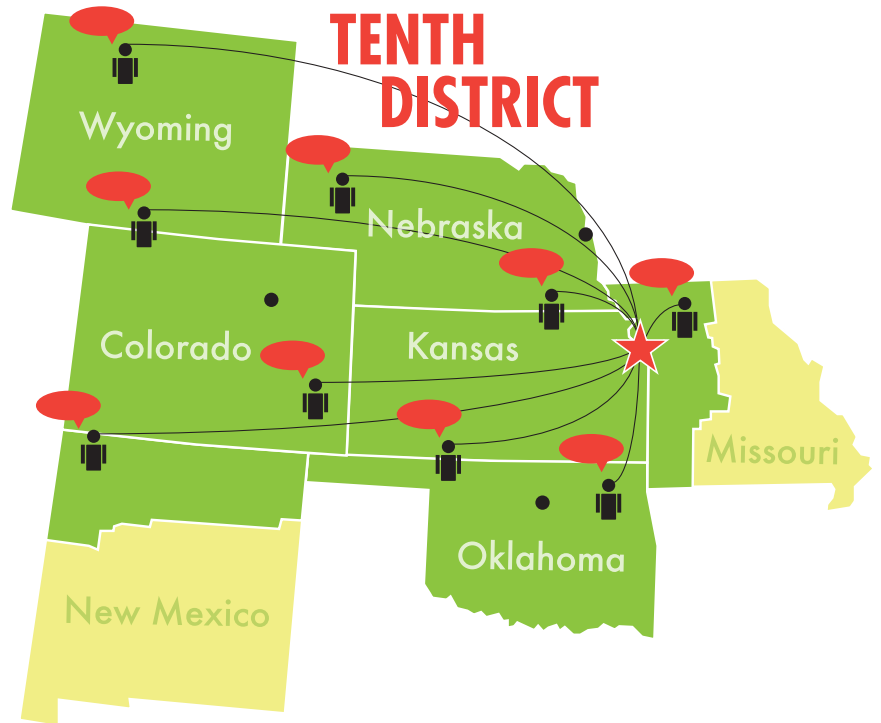 TENTH
DISTRICT
Wyoming
Nebraska
Colorado
Kansas
Missouri
Oklahoma
New Mexico